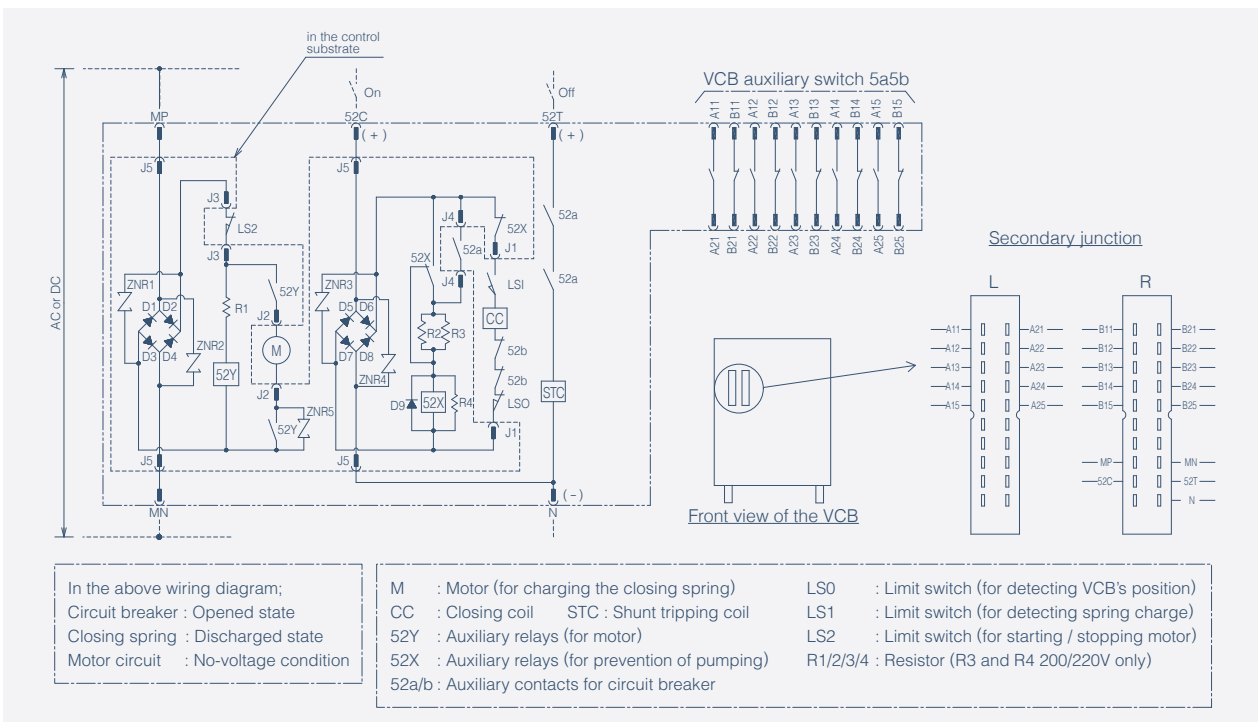 in the control
substrate
AC or DC
MP
52C
On
(+)
52T
Off
(+)
VCB auxiliary switch 5a5b
A11 B11 A12 B12 A13 B13 A14 B14 A15 B15
A21 B21 A22 B22 A23 B23 A24 B24 A25 B25
J5
J3
LS2
J3
ZNR1
D1 D2
D3 D4
ZNR2
R1
52Y
52Y
J2
M
J2
52Y
ZNR5
J5
MN
J5
ZNR3
D5 D6
D7 D8
ZNR4
J5
52X
J4
52a
J4
R2 R3
D9
52X
R4
52X
J1
LSI
CC
52b
52b
LSO
J1
52a
52a
STC
(-)
N
Front view of the VCB
Secondary junction
L
R
A11 A21
A12 A22
A13 A23
A14 A24
A15 A25
B11 B21
B12 B22
B13 B23
B14 B24
B15 B25
MP MN
52C 52T
N
In the above wiring diagram;
Circuit breaker : Opened state
Closing spring : Discharged state
Motor circuit : No-voltage condition
M : Motor (for charging the closing spring)
CC : Closing coil STC : Shunt tripping coil
52Y : Auxiliary relays (for motor)
52X : Auxiliary relays (for prevention of pumping)
52a/b : Auxiliary contacts for circuit breaker
LS0 : Limit switch (for detecting VCB's position)
LS1 : Limit switch (for detecting spring charge)
LS2 : Limit switch (for starting / stopping motor)
R1/2/3/4 : Resistor (R3 and R4 200/220V only)